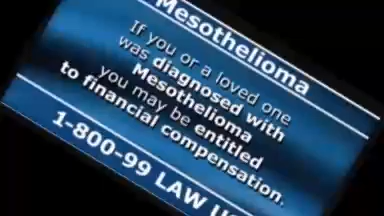 Mesothelioma
If you or a loved one
was diagnosed with
Mesothelioma
you may be entitled
to financial compensation.
1-800-99 LAW